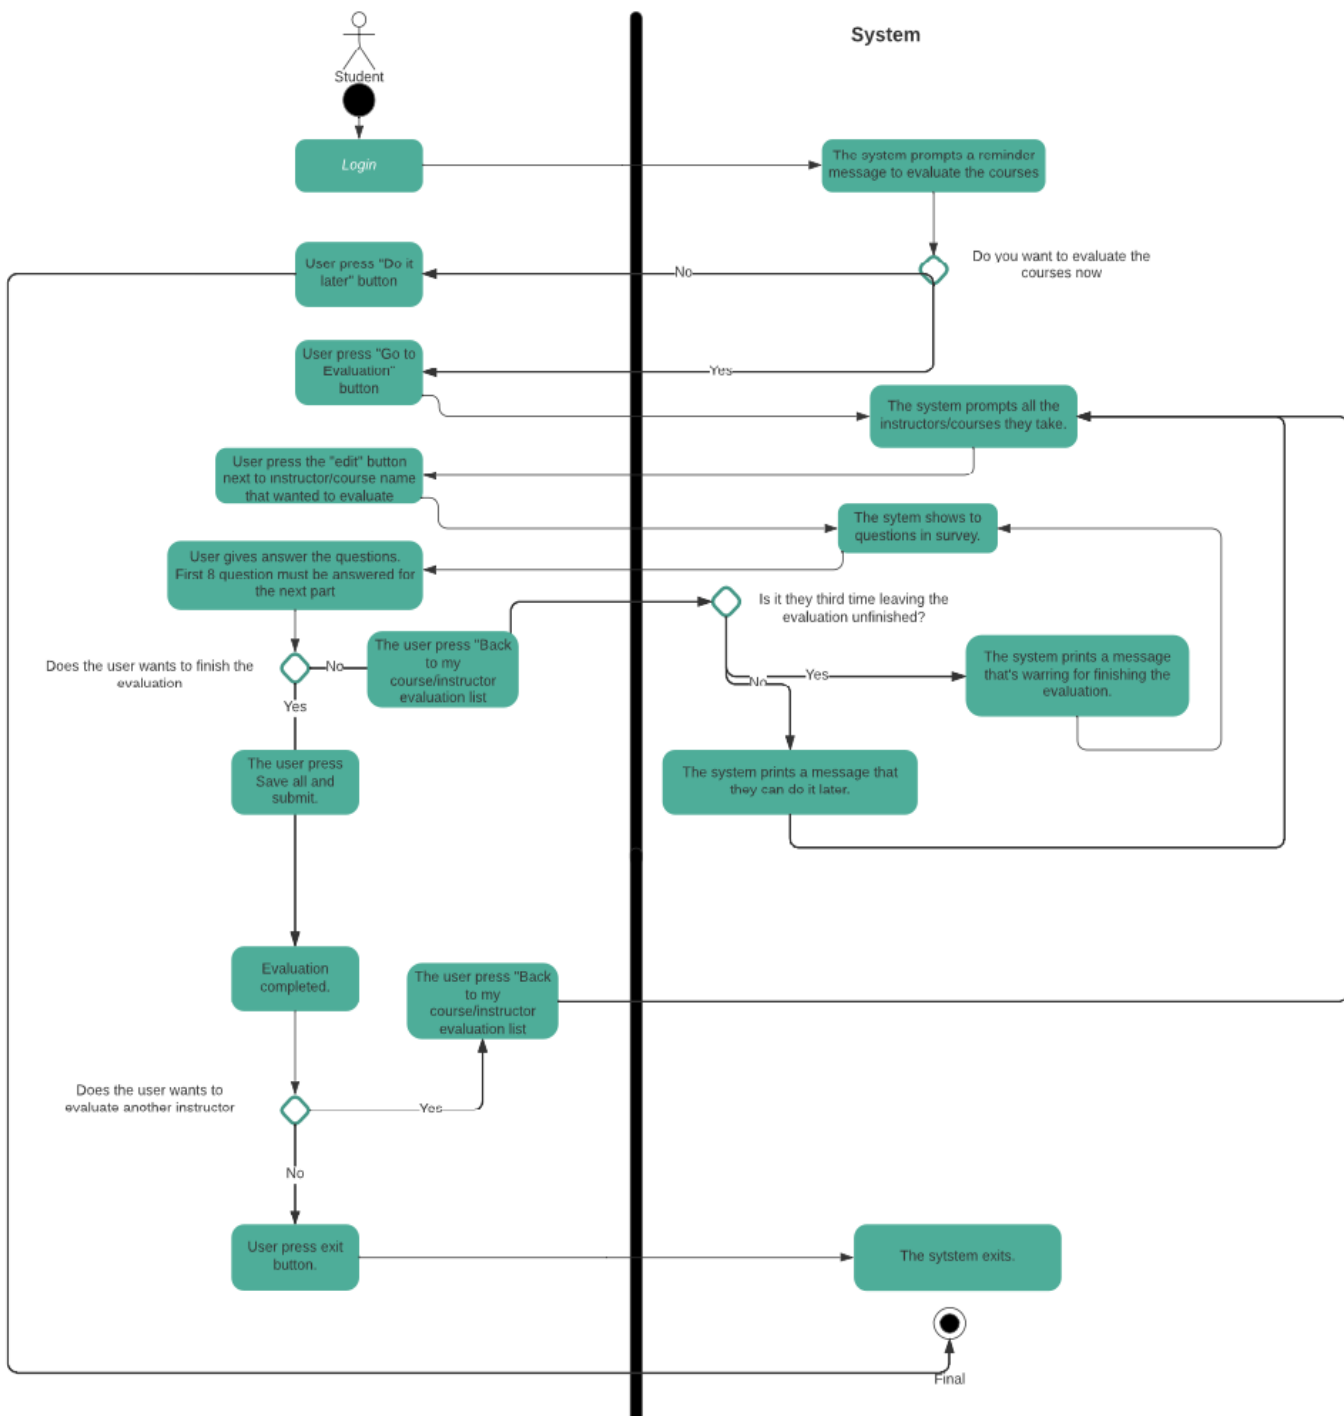 System
Student
Login
The system prompts a reminder
message to evaluate the courses
User press "Do it
later" button
No
Do you want to evaluate the
courses now
User press "Go to
Evaluation"
button
Yes
The system prompts all the
instructors/courses they take.
User press the "edit" button
next to instructor/course name
that wanted to evaluate
The sytem shows to
questions in survey.
User gives answer the questions.
First 8 question must be answered for
the next part
Is it they third time leaving the
evaluation unfinished?
Does the user wants to finish the
evaluation
No
The user press "Back
to my
course/instructor
evaluation list
The system prints a message
that's warring for finishing the
evaluation.
Yes
No
Yes
The user press
Save all and
submit.
The system prints a message that
they can do it later.
Evaluation
completed.
The user press "Back
to my
course/instructor
evaluation list
Does the user wants to
evaluate another instructor
Yes
No
User press exit
button.
The sytstem exits.
Final